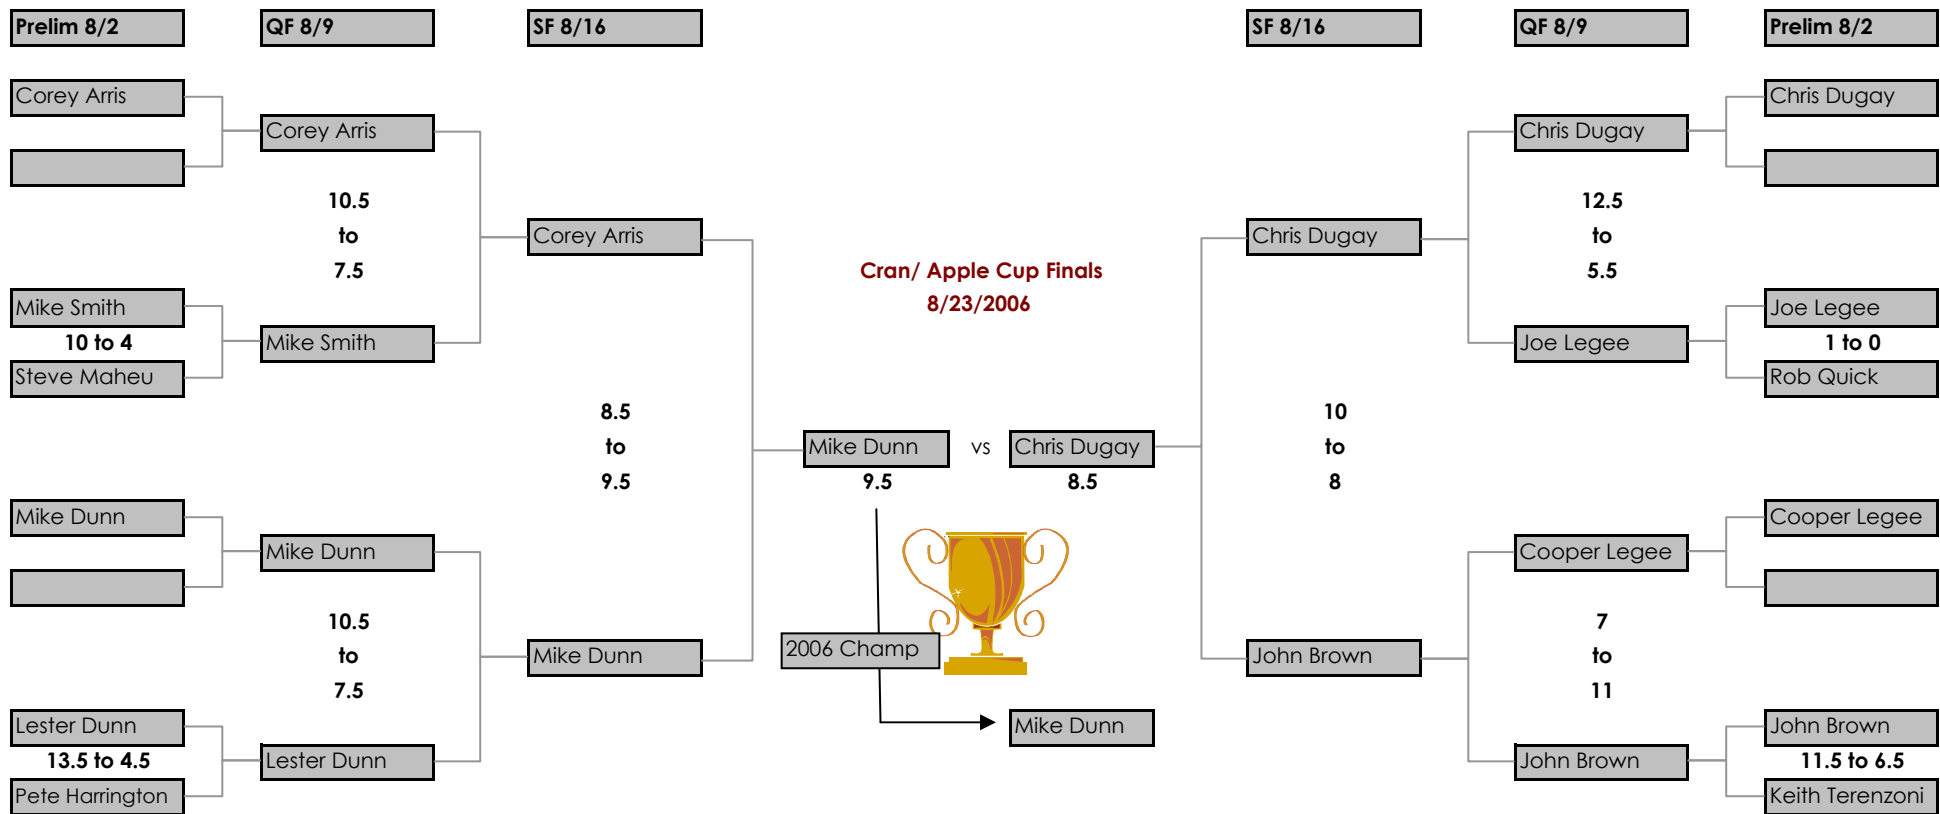 Prelim 8/2
QF 8/9
SF 8/16
SF 8/16
QF 8/9
Prelim 8/2
Corey Arris
Chris Dugay
Corey Arris
Chris Dugay
10.5
to
7.5
12.5
to
5.5
Corey Arris
Chris Dugay
Cran/ Apple Cup Finals
8/23/2006
Mike Smith
10 to 4
Steve Maheu
Mike Smith
Joe Legee
Joe Legee
1 to 0
Rob Quick
8.5
to
9.5
10
to
8
Mike Dunn vs Chris Dugay
9.5
8.5
Mike Dunn
Cooper Legee
Mike Dunn
Cooper Legee
10.5
to
7.5
7
to
11
Mike Dunn
2006 Champ
John Brown
Mike Dunn
Lester Dunn
13.5 to 4.5
Pete Harrington
Lester Dunn
John Brown
John Brown
11.5 to 6.5
Keith Terenzoni